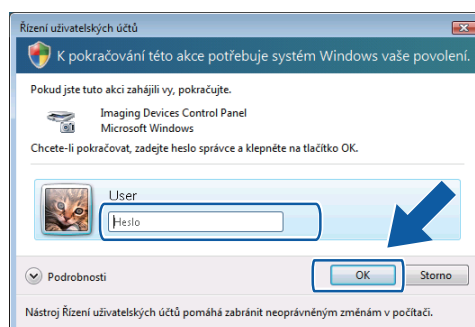 Řízení uživatelských účtů
K pokračování této akce potřebuje systém Windows vaše povolení.
Pokud jste tuto akci zahájili vy, pokračujte.
Imaging Devices Control Panel
Microsoft Windows
Chcete-li pokračovat, zadejte heslo správce a klepněte na tlačítko OK.
User
Heslo
Podrobnosti
OK
Storno
Nástroj Řízení uživatelských účtů pomáhá zabránit neoprávněným změnám v počítači.